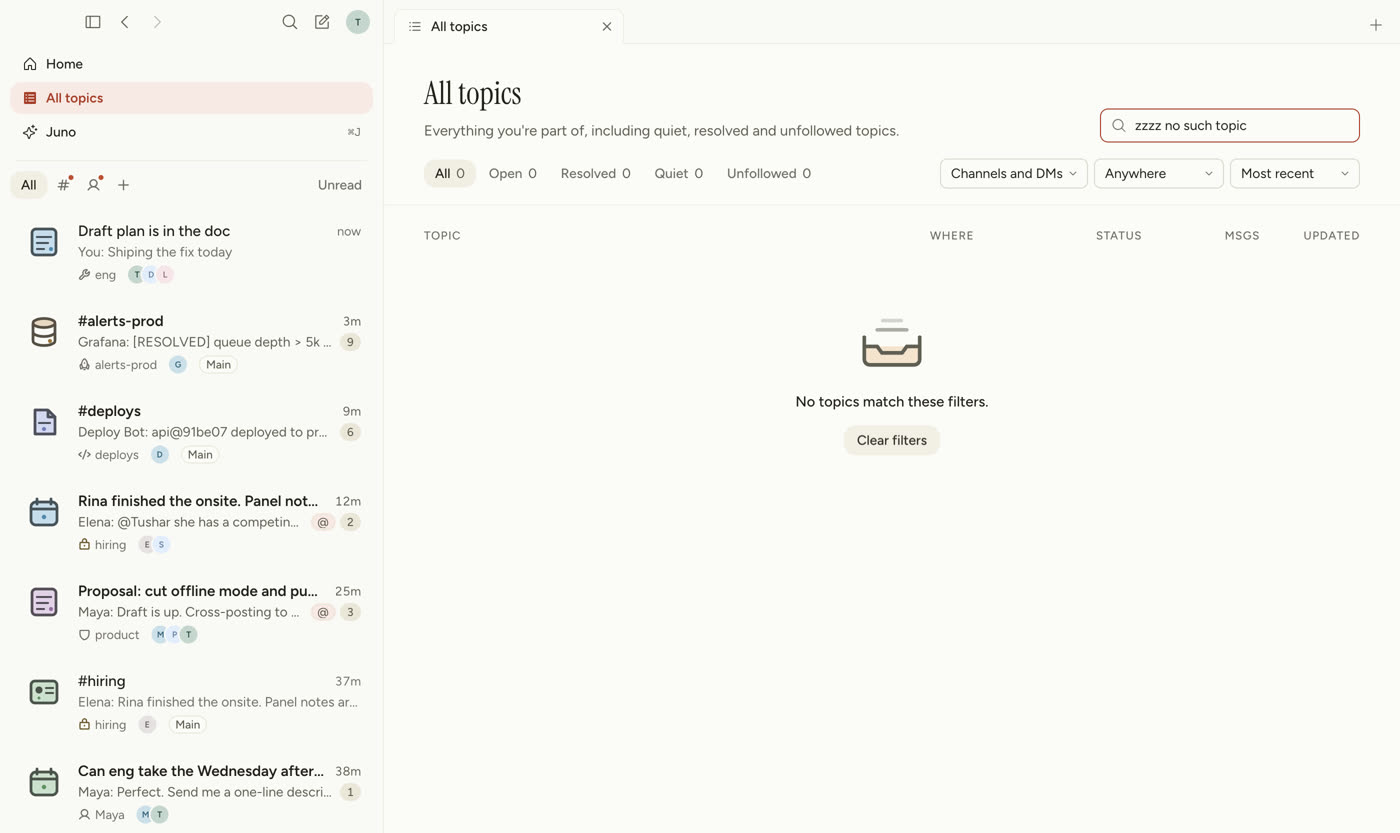 T
Home
All topics
Juno ⌘J
All # + Unread
Draft plan is in the doc now
You: Shiping the fix today
eng T D L
#alerts-prod 3m
Grafana: [RESOLVED] queue depth > 5k ... 9
alerts-prod G Main
#deploys 9m
Deploy Bot: api@91be07 deployed to pr... 6
deploys D Main
Rina finished the onsite. Panel not... 12m
Elena: @Tushar she has a competin... @ 2
hiring E S
Proposal: cut offline mode and pu... 25m
Maya: Draft is up. Cross-posting to ... @ 3
product M P T
#hiring 37m
Elena: Rina finished the onsite. Panel notes ar...
hiring E Main
Can eng take the Wednesday after... 38m
Maya: Perfect. Send me a one-line descri... 1
Maya M T
All topics
All topics
Everything you're part of, including quiet, resolved and unfollowed topics.
zzzz no such topic
All 0 Open 0 Resolved 0 Quiet 0 Unfollowed 0
Channels and DMs Anywhere Most recent
TOPIC WHERE STATUS MSGS UPDATED
No topics match these filters.
Clear filters